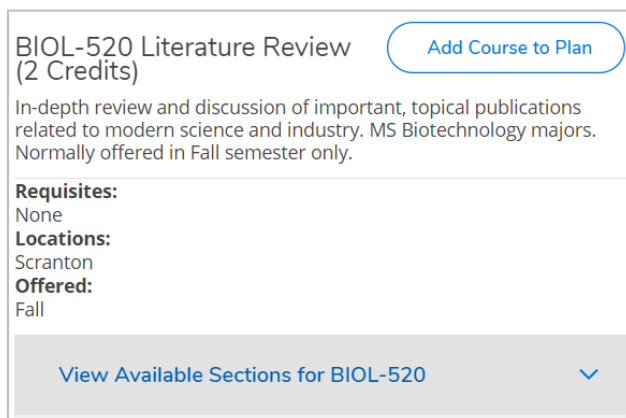 BIOL-520 Literature Review
(2 Credits)
Add Course to Plan
In-depth review and discussion of important, topical publications
related to modern science and industry. MS Biotechnology majors.
Normally offered in Fall semester only.
Requisites:
None
Locations:
Scranton
Offered:
Fall
View Available Sections for BIOL-520